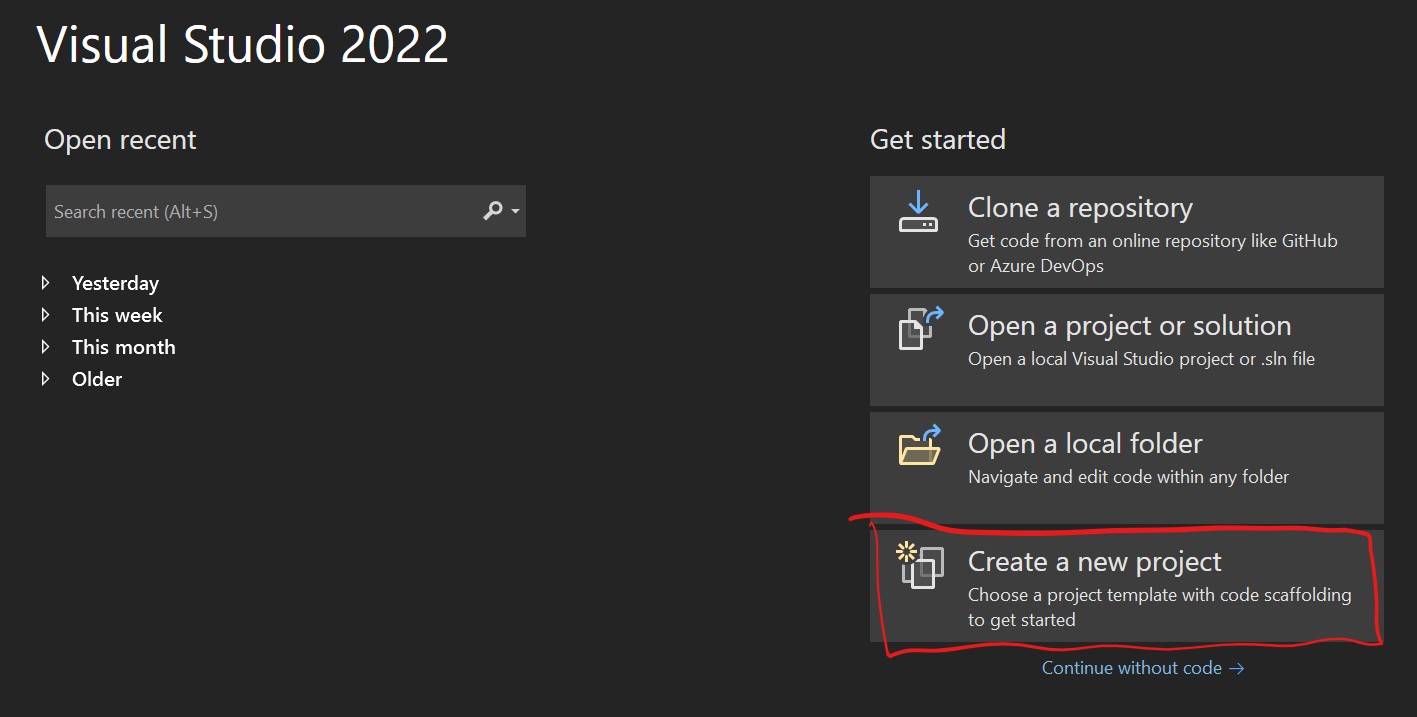 Visual Studio 2022
Open recent
Search recent (Alt+S)
Yesterday
This week
This month
Older
Get started
Clone a repository
Get code from an online repository like GitHub
or Azure DevOps
Open a project or solution
Open a local Visual Studio project or .sln file
Open a local folder
Navigate and edit code within any folder
Create a new project
Choose a project template with code scaffolding
to get started
Continue without code →